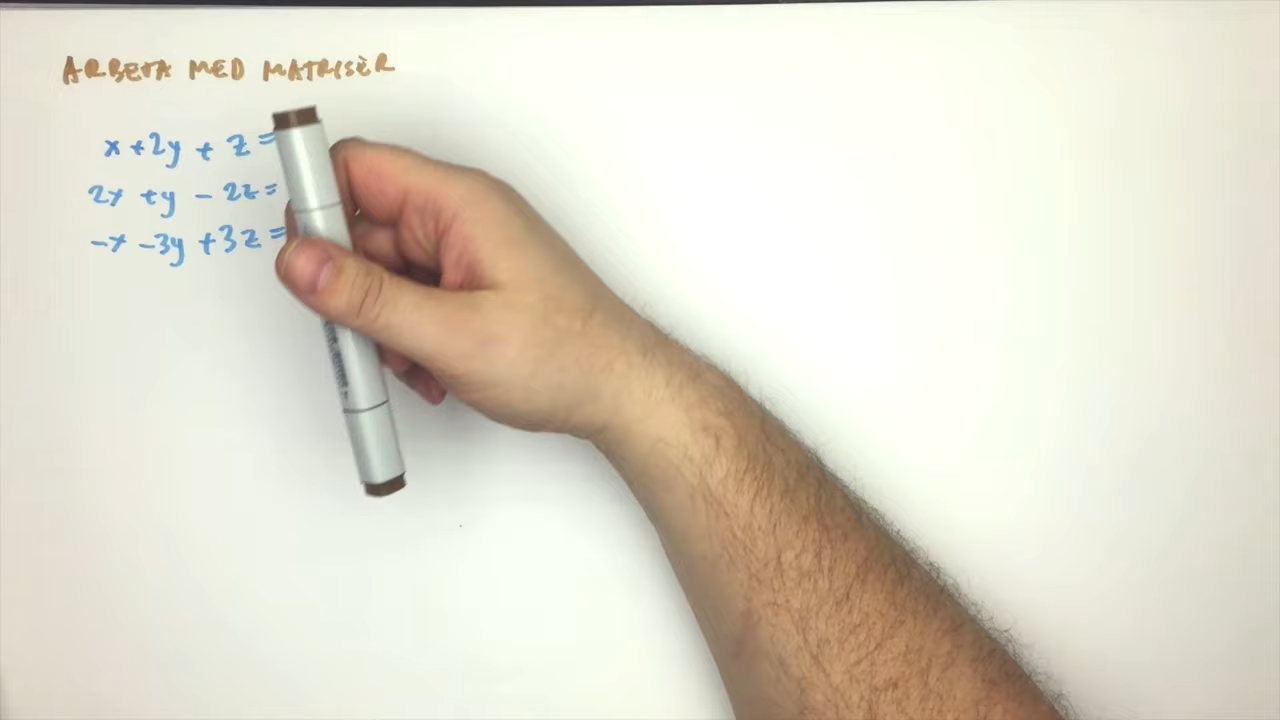 ARBETA MED MATRISER
x + 2y + z =
2x + y - 2z =
-x - 3y + 3z =